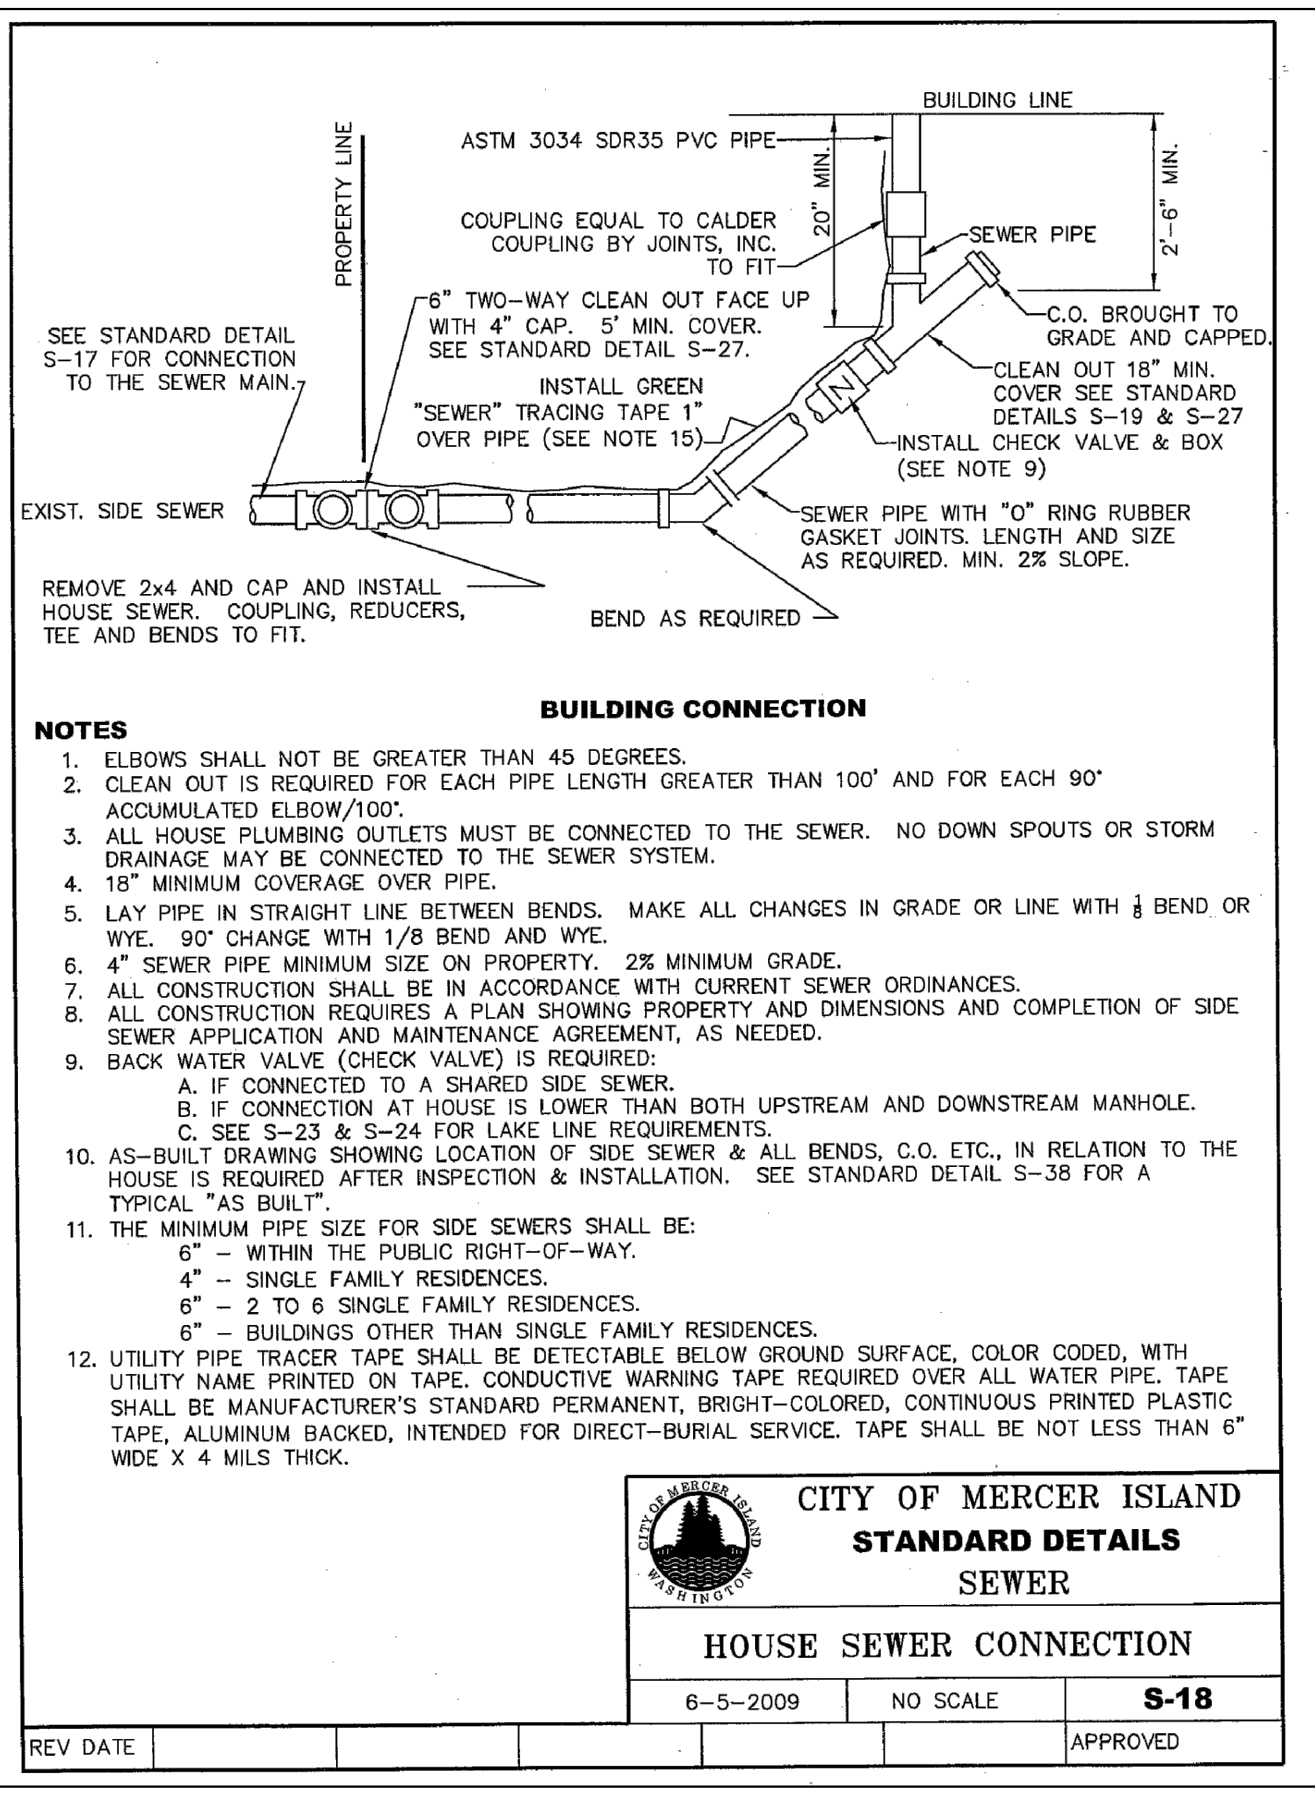 BUILDING LINE
PROPERTY LINE
ASTM 3034 SDR35 PVC PIPE
20" MIN.
2'-6" MIN.
COUPLING EQUAL TO CALDER
COUPLING BY JOINTS, INC.
TO FIT
SEWER PIPE
6" TWO-WAY CLEAN OUT FACE UP
WITH 4" CAP. 5' MIN. COVER.
SEE STANDARD DETAIL S-27.
C.O. BROUGHT TO
GRADE AND CAPPED.
SEE STANDARD DETAIL
S-17 FOR CONNECTION
TO THE SEWER MAIN.
CLEAN OUT 18" MIN.
COVER SEE STANDARD
DETAILS S-19 & S-27
INSTALL GREEN
"SEWER" TRACING TAPE 1"
OVER PIPE (SEE NOTE 15)
N
INSTALL CHECK VALVE & BOX
(SEE NOTE 9)
EXIST. SIDE SEWER
SEWER PIPE WITH "O" RING RUBBER
GASKET JOINTS. LENGTH AND SIZE
AS REQUIRED. MIN. 2% SLOPE.
REMOVE 2x4 AND CAP AND INSTALL
HOUSE SEWER. COUPLING, REDUCERS,
TEE AND BENDS TO FIT.
BEND AS REQUIRED
BUILDING CONNECTION
NOTES
1. ELBOWS SHALL NOT BE GREATER THAN 45 DEGREES.
2. CLEAN OUT IS REQUIRED FOR EACH PIPE LENGTH GREATER THAN 100' AND FOR EACH 90°
ACCUMULATED ELBOW/100°.
3. ALL HOUSE PLUMBING OUTLETS MUST BE CONNECTED TO THE SEWER. NO DOWN SPOUTS OR STORM
DRAINAGE MAY BE CONNECTED TO THE SEWER SYSTEM.
4. 18" MINIMUM COVERAGE OVER PIPE.
5. LAY PIPE IN STRAIGHT LINE BETWEEN BENDS. MAKE ALL CHANGES IN GRADE OR LINE WITH 1/8 BEND OR
WYE. 90° CHANGE WITH 1/8 BEND AND WYE.
6. 4" SEWER PIPE MINIMUM SIZE ON PROPERTY. 2% MINIMUM GRADE.
7. ALL CONSTRUCTION SHALL BE IN ACCORDANCE WITH CURRENT SEWER ORDINANCES.
8. ALL CONSTRUCTION REQUIRES A PLAN SHOWING PROPERTY AND DIMENSIONS AND COMPLETION OF SIDE
SEWER APPLICATION AND MAINTENANCE AGREEMENT, AS NEEDED.
9. BACK WATER VALVE (CHECK VALVE) IS REQUIRED:
A. IF CONNECTED TO A SHARED SIDE SEWER.
B. IF CONNECTION AT HOUSE IS LOWER THAN BOTH UPSTREAM AND DOWNSTREAM MANHOLE.
C. SEE S-23 & S-24 FOR LAKE LINE REQUIREMENTS.
10. AS-BUILT DRAWING SHOWING LOCATION OF SIDE SEWER & ALL BENDS, C.O. ETC., IN RELATION TO THE
HOUSE IS REQUIRED AFTER INSPECTION & INSTALLATION. SEE STANDARD DETAIL S-38 FOR A
TYPICAL "AS BUILT".
11. THE MINIMUM PIPE SIZE FOR SIDE SEWERS SHALL BE:
6" - WITHIN THE PUBLIC RIGHT-OF-WAY.
4" - SINGLE FAMILY RESIDENCES.
6" - 2 TO 6 SINGLE FAMILY RESIDENCES.
6" - BUILDINGS OTHER THAN SINGLE FAMILY RESIDENCES.
12. UTILITY PIPE TRACER TAPE SHALL BE DETECTABLE BELOW GROUND SURFACE, COLOR CODED, WITH
UTILITY NAME PRINTED ON TAPE. CONDUCTIVE WARNING TAPE REQUIRED OVER ALL WATER PIPE. TAPE
SHALL BE MANUFACTURER'S STANDARD PERMANENT, BRIGHT-COLORED, CONTINUOUS PRINTED PLASTIC
TAPE, ALUMINUM BACKED, INTENDED FOR DIRECT-BURIAL SERVICE. TAPE SHALL BE NOT LESS THAN 6"
WIDE X 4 MILS THICK.
CITY OF MERCER ISLAND
WASHINGTON
CITY OF MERCER ISLAND
STANDARD DETAILS
SEWER
HOUSE SEWER CONNECTION
6-5-2009 NO SCALE S-18
REV DATE APPROVED